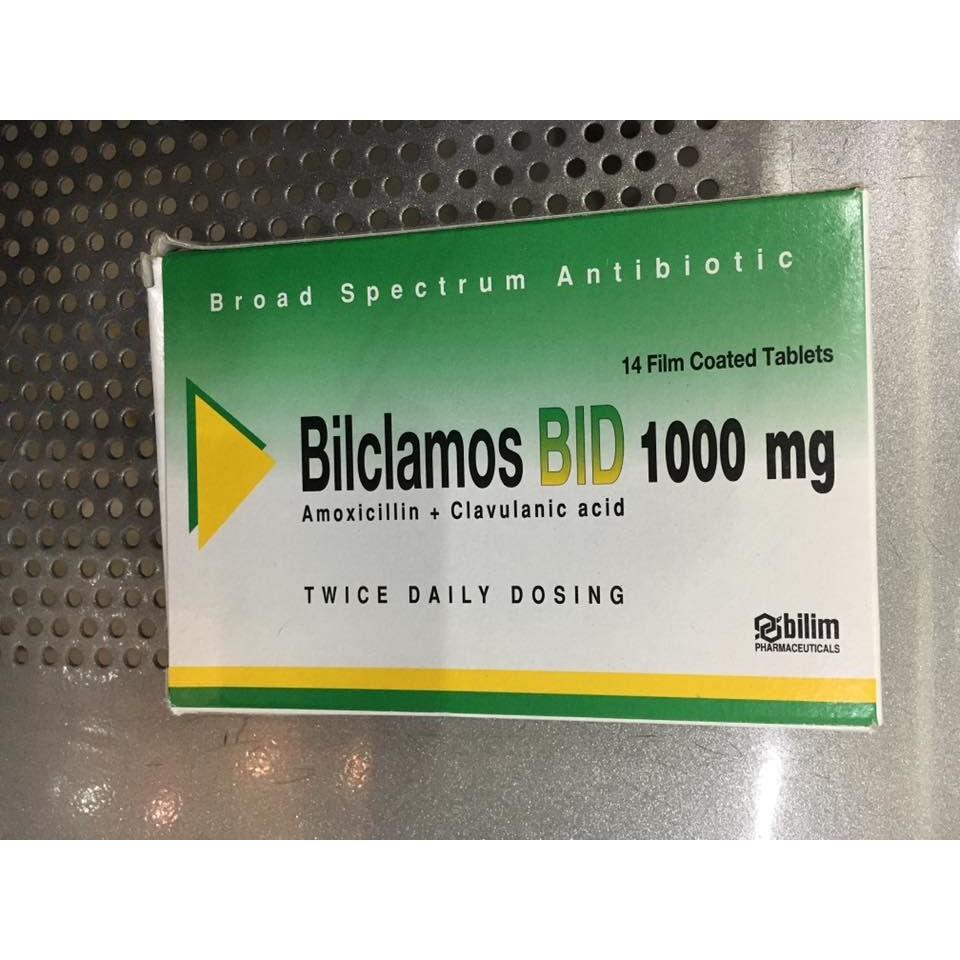 Broad Spectrum Antibiotic
14 Film Coated Tablets
Bilclamos BID 1000 mg
Amoxicillin + Clavulanic acid
TWICE DAILY DOSING
bilim
PHARMACEUTICALS